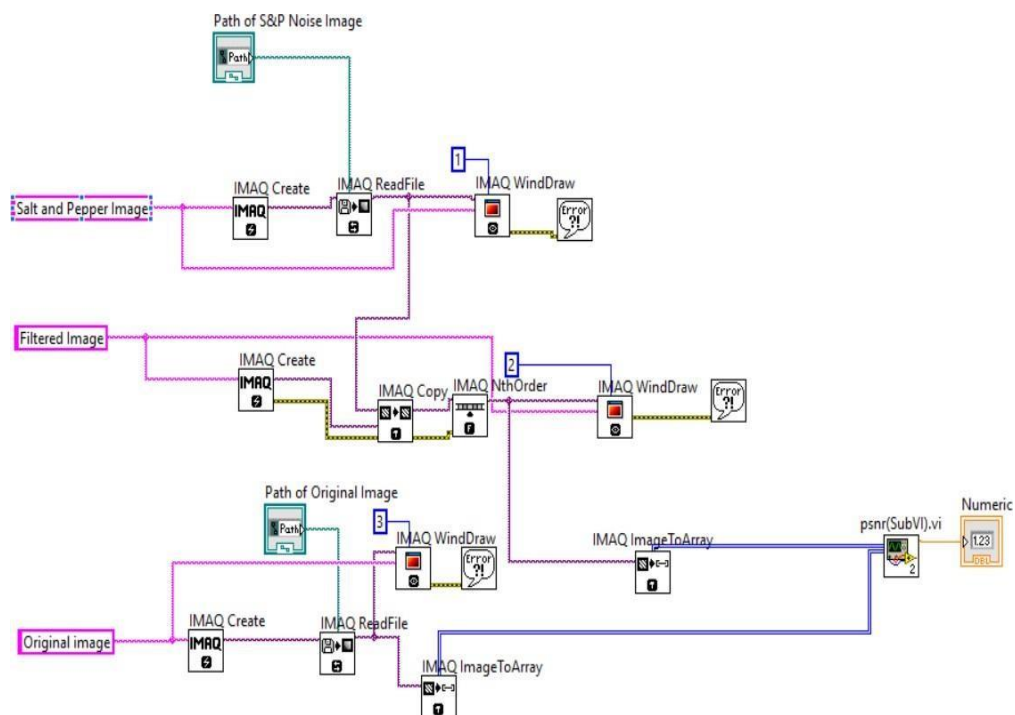 Path of S&P Noise Image
Path
1
IMAQ Create
IMAQ ReadFile
IMAQ WindDraw
Salt and Pepper Image
IMAQ
Error
?!
Filtered Image
2
IMAQ Create
IMAQ Copy
IMAQ NthOrder
IMAQ WindDraw
IMAQ
Error
?!
T
F
Path of Original Image
Path
3
IMAQ WindDraw
Error
?!
IMAQ ImageToArray
T
psnr(SubVI).vi
2
Numeric
1.23
DBL
Original image
IMAQ Create
IMAQ
IMAQ ReadFile
IMAQ ImageToArray
T